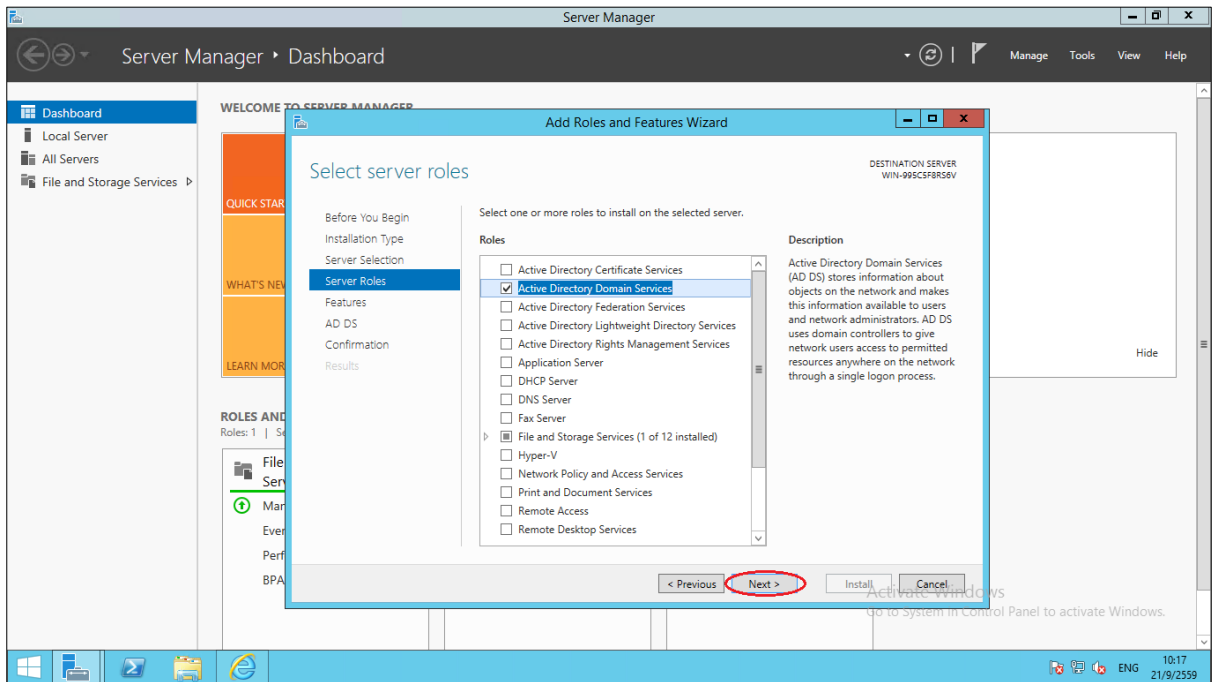 Server Manager
Server Manager • Dashboard
Manage Tools View Help
Dashboard
Local Server
All Servers
File and Storage Services
WELCOME TO SERVER MANAGER
QUICK STAR
WHAT'S NEW
LEARN MOR
Hide
ROLES AND
Roles: 1 | Se
File
Serv
Man
Even
Perf
BPA
Add Roles and Features Wizard
Select server roles
DESTINATION SERVER
WIN-995C5F8RS6V
Before You Begin
Installation Type
Server Selection
Server Roles
Features
AD DS
Confirmation
Results
Select one or more roles to install on the selected server.
Roles
Active Directory Certificate Services
Active Directory Domain Services
Active Directory Federation Services
Active Directory Lightweight Directory Services
Active Directory Rights Management Services
Application Server
DHCP Server
DNS Server
Fax Server
File and Storage Services (1 of 12 installed)
Hyper-V
Network Policy and Access Services
Print and Document Services
Remote Access
Remote Desktop Services
Description
Active Directory Domain Services
(AD DS) stores information about
objects on the network and makes
this information available to users
and network administrators. AD DS
uses domain controllers to give
network users access to permitted
resources anywhere on the network
through a single logon process.
< Previous Next > Install Cancel
Activate Windows
Go to System in Control Panel to activate Windows.
ENG
10:17
21/9/2559